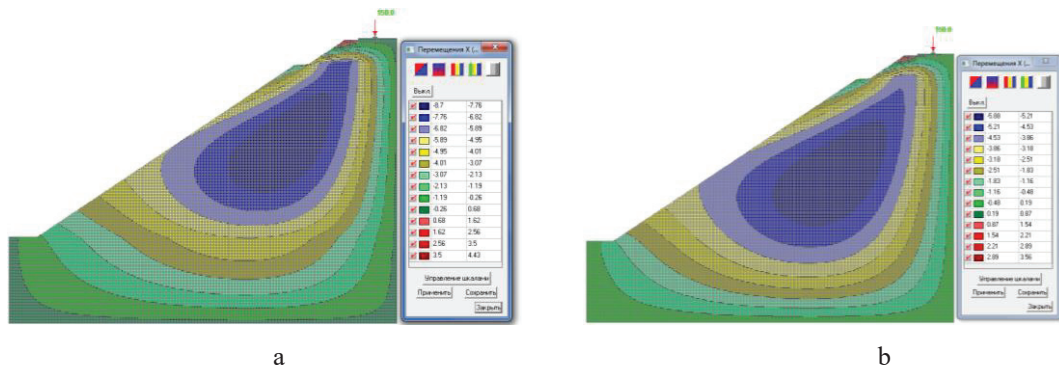 Перемещения X (...
Выкл.
-8.7 -7.76
-7.76 -6.82
-6.82 -5.89
-5.89 -4.95
-4.95 -4.01
-4.01 -3.07
-3.07 -2.13
-2.13 -1.19
-1.19 -0.26
-0.26 0.68
0.68 1.62
1.62 2.56
2.56 3.5
3.5 4.43
Управление шкалами
Применить Сохранить
Закрыть
a
Перемещения X (...
Выкл.
-5.88 -5.21
-5.21 -4.53
-4.53 -3.86
-3.86 -3.18
-3.18 -2.51
-2.51 -1.83
-1.83 -1.16
-1.16 -0.48
-0.48 0.19
0.19 0.87
0.87 1.54
1.54 2.21
2.21 2.89
2.89 3.56
Управление шкалами
Применить Сохранить
Закрыть
b